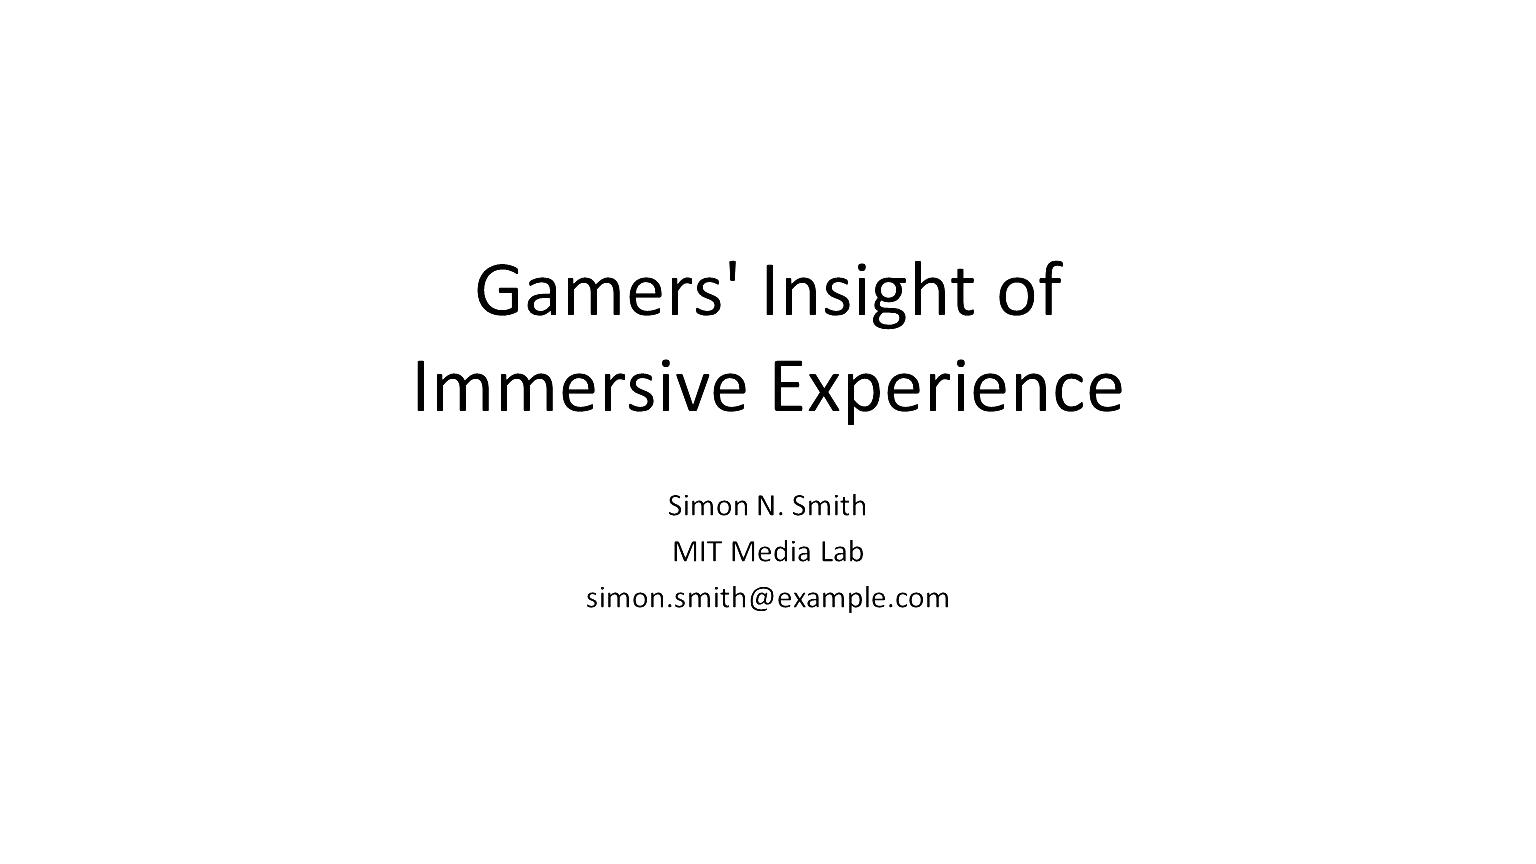 Gamers' Insight of
Immersive Experience
Simon N. Smith
MIT Media Lab
simon.smith@example.com